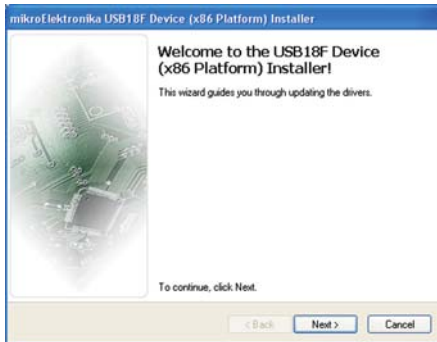 mikroElektronika USB18F Device (x86 Platform) Installer
Welcome to the USB18F Device
(x86 Platform) Installer!
This wizard guides you through updating the drivers.
To continue, click Next.
< Back
Next >
Cancel